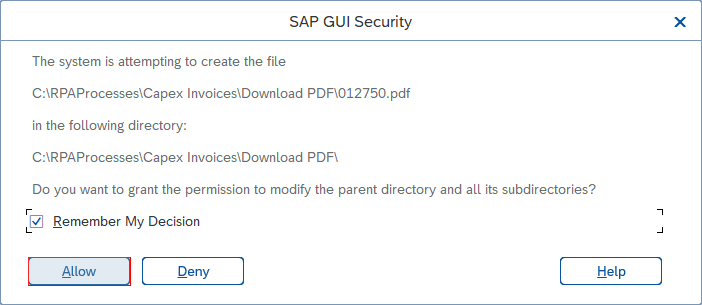 SAP GUI Security
The system is attempting to create the file
C:\RPAProcesses\Capex Invoices\Download PDF\012750.pdf
in the following directory:
C:\RPAProcesses\Capex Invoices\Download PDF\
Do you want to grant the permission to modify the parent directory and all its subdirectories?
Remember My Decision
Allow Deny Help